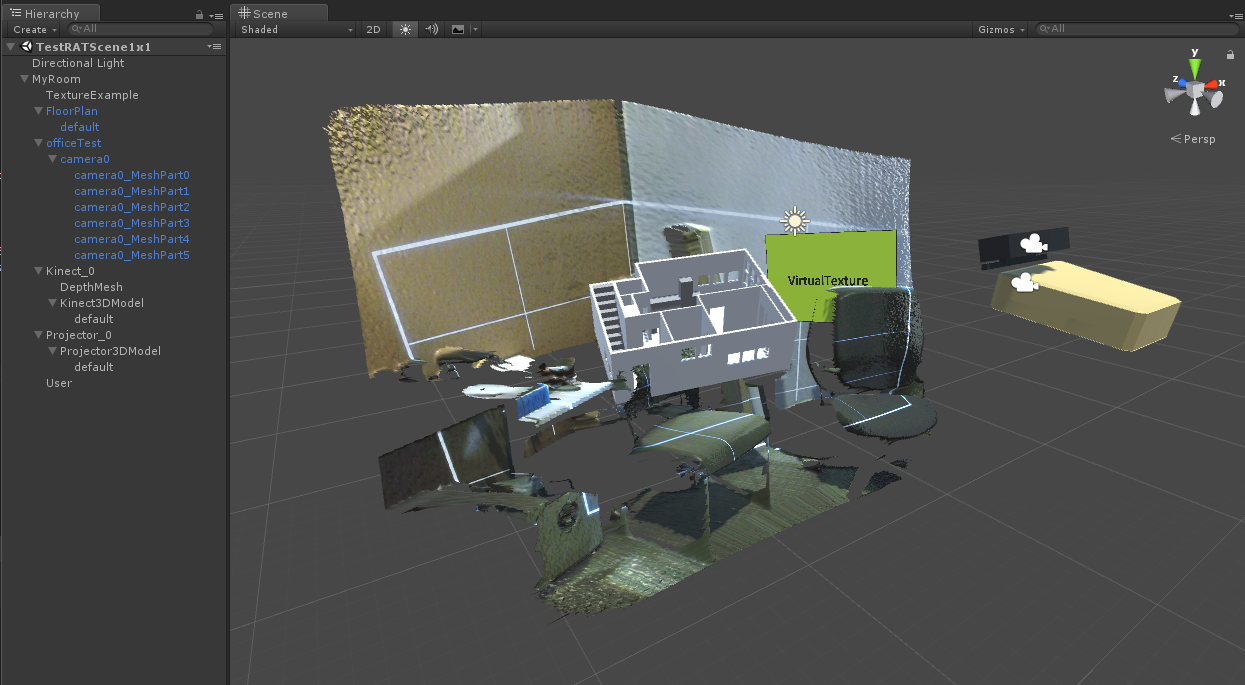 Hierarchy
Create
All
TestRATScene1x1
Directional Light
MyRoom
TextureExample
FloorPlan
default
officeTest
camera0
camera0_MeshPart0
camera0_MeshPart1
camera0_MeshPart2
camera0_MeshPart3
camera0_MeshPart4
camera0_MeshPart5
Kinect_0
DepthMesh
Kinect3DModel
default
Projector_0
Projector3DModel
default
User
Scene
Shaded 2D Gizmos All
y
z x
Persp
VirtualTexture